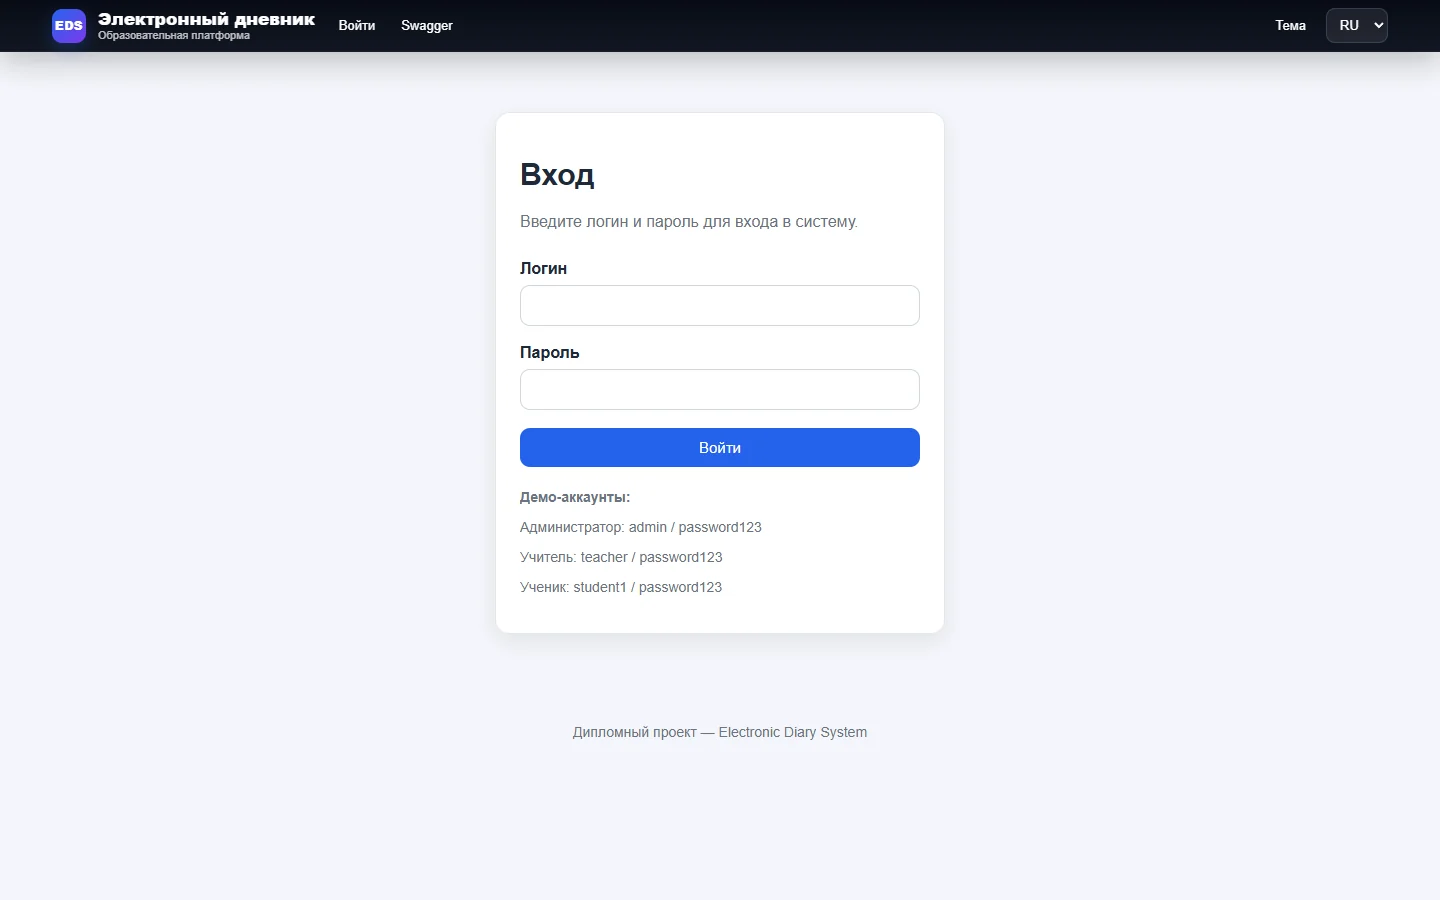 EDS
Электронный дневник
Образовательная платформа
Войти
Swagger
Тема
RU
Вход
Введите логин и пароль для входа в систему.
Логин
Пароль
Войти
Демо-аккаунты:
Администратор: admin / password123
Учитель: teacher / password123
Ученик: student1 / password123
Дипломный проект — Electronic Diary System